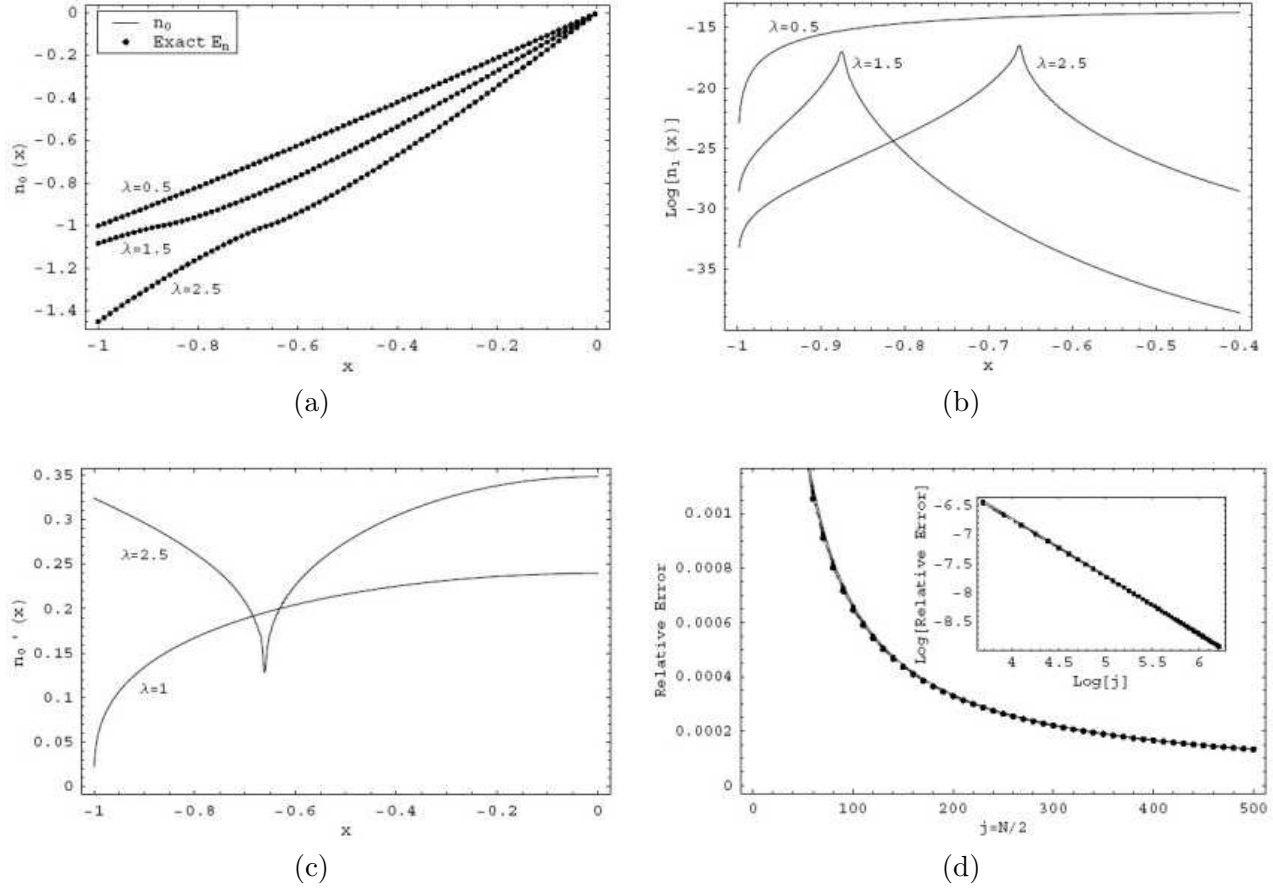 n₀
Exact Eₙ
0
-0.2
-0.4
-0.6
-0.8
-1
-1.2
-1.4
n₀ (x)
λ=0.5
λ=1.5
λ=2.5
-1 -0.8 -0.6 -0.4 -0.2 0
x
(a)
-15
-20
-25
-30
-35
Log[n₁ (x)]
λ=0.5
λ=1.5
λ=2.5
-1 -0.9 -0.8 -0.7 -0.6 -0.5 -0.4
x
(b)
0.35
0.3
0.25
0.2
0.15
0.1
0.05
0
n₀ ' (x)
λ=2.5
λ=1
-1 -0.8 -0.6 -0.4 -0.2 0
x
(c)
0.001
0.0008
0.0006
0.0004
0.0002
0
Relative Error
-6.5
-7
-7.5
-8
-8.5
Log[Relative Error]
4 4.5 5 5.5 6
Log[j]
0 100 200 300 400 500
j=N/2
(d)